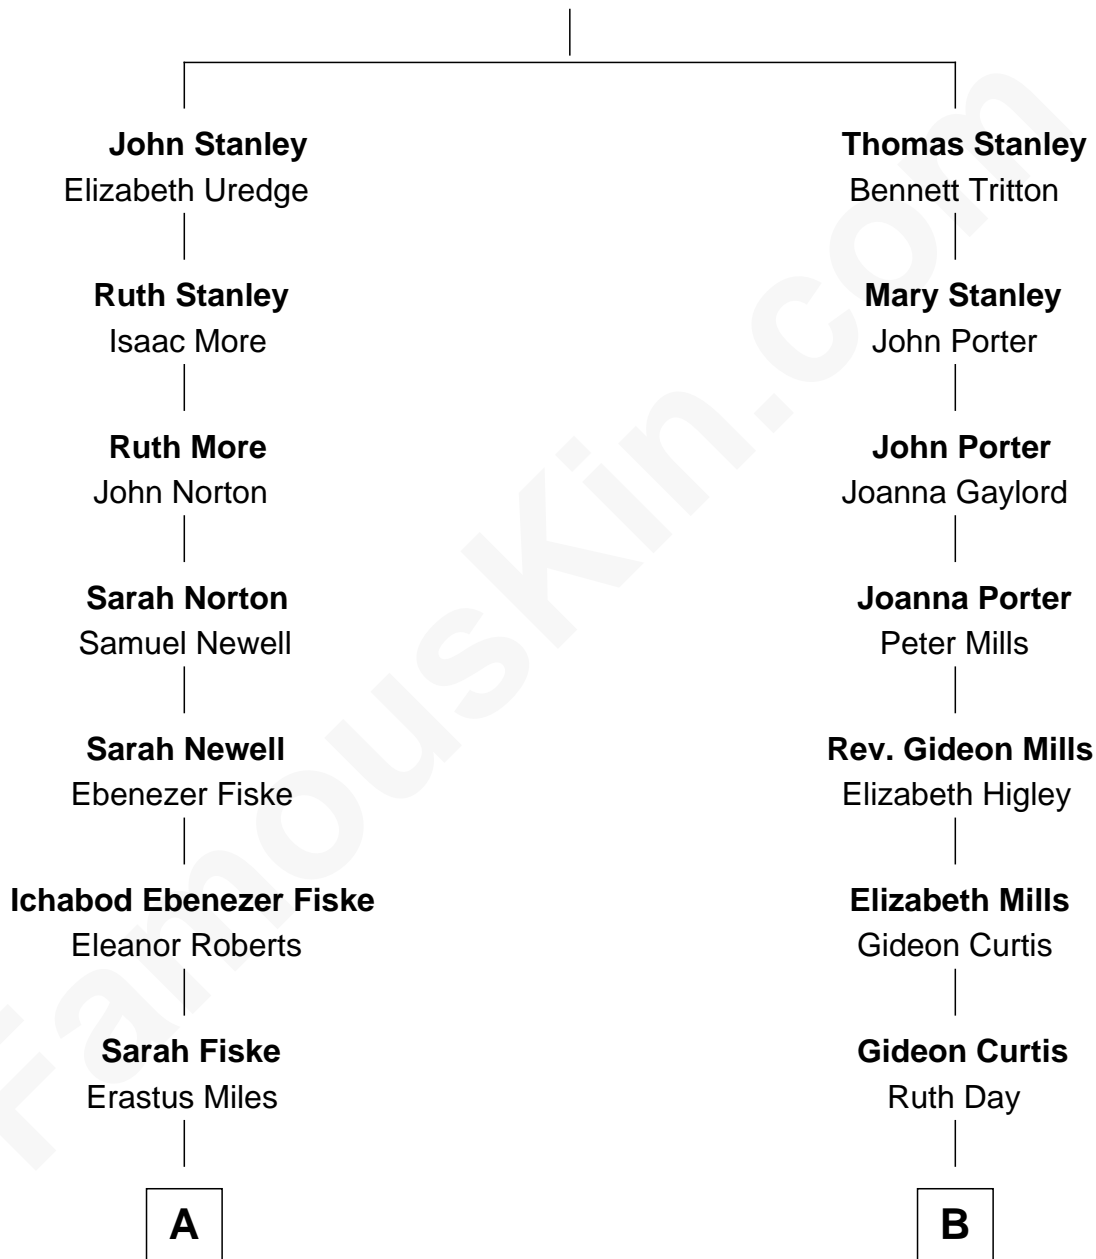 John Stanley
Elizabeth Uredge
Ruth Stanley
Isaac More
Ruth More
John Norton
Sarah Norton
Samuel Newell
Sarah Newell
Ebenezer Fiske
Ichabod Ebenezer Fiske
Eleanor Roberts
Sarah Fiske
Erastus Miles
A
Thomas Stanley
Bennett Tritton
Mary Stanley
John Porter
John Porter
Joanna Gaylord
Joanna Porter
Peter Mills
Rev. Gideon Mills
Elizabeth Higley
Elizabeth Mills
Gideon Curtis
Gideon Curtis
Ruth Day
B
FamousKin.com